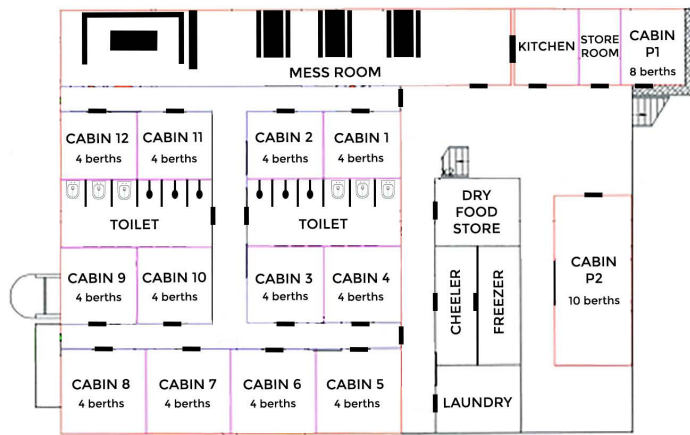 MESS ROOM
KITCHEN
STORE
ROOM
CABIN
P1
8 berths
CABIN 12
4 berths
CABIN 11
4 berths
CABIN 2
4 berths
CABIN 1
4 berths
TOILET
TOILET
DRY
FOOD
STORE
CABIN 9
4 berths
CABIN 10
4 berths
CABIN 3
4 berths
CABIN 4
4 berths
CHEELER
FREEZER
CABIN
P2
10 berths
CABIN 8
4 berths
CABIN 7
4 berths
CABIN 6
4 berths
CABIN 5
4 berths
LAUNDRY